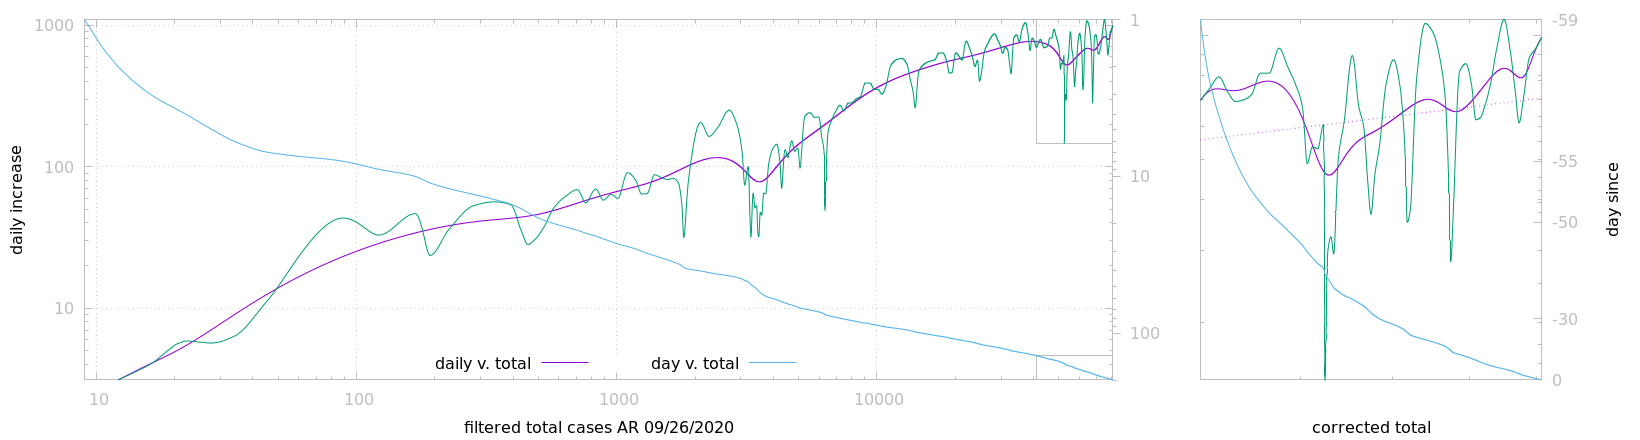 1000
100
10
daily increase
10
100
1000
10000
filtered total cases AR 09/26/2020
daily v. total
day v. total
1
10
100
-59
-55
-50
-30
0
day since
corrected total